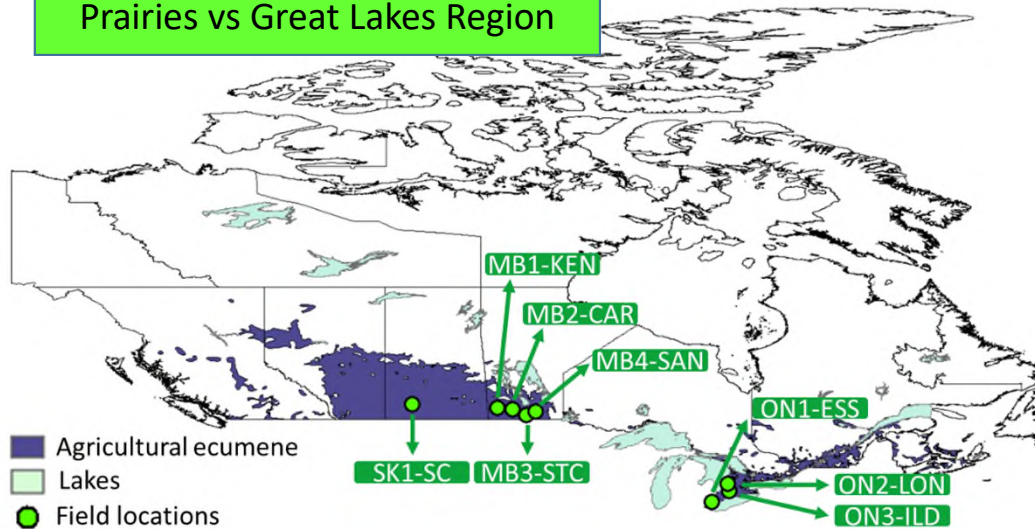 Prairies vs Great Lakes Region
MB1-KEN
MB2-CAR
MB4-SAN
ON1-ESS
Agricultural ecumene
Lakes
Field locations
SK1-SC
MB3-STC
ON2-LON
ON3-ILD